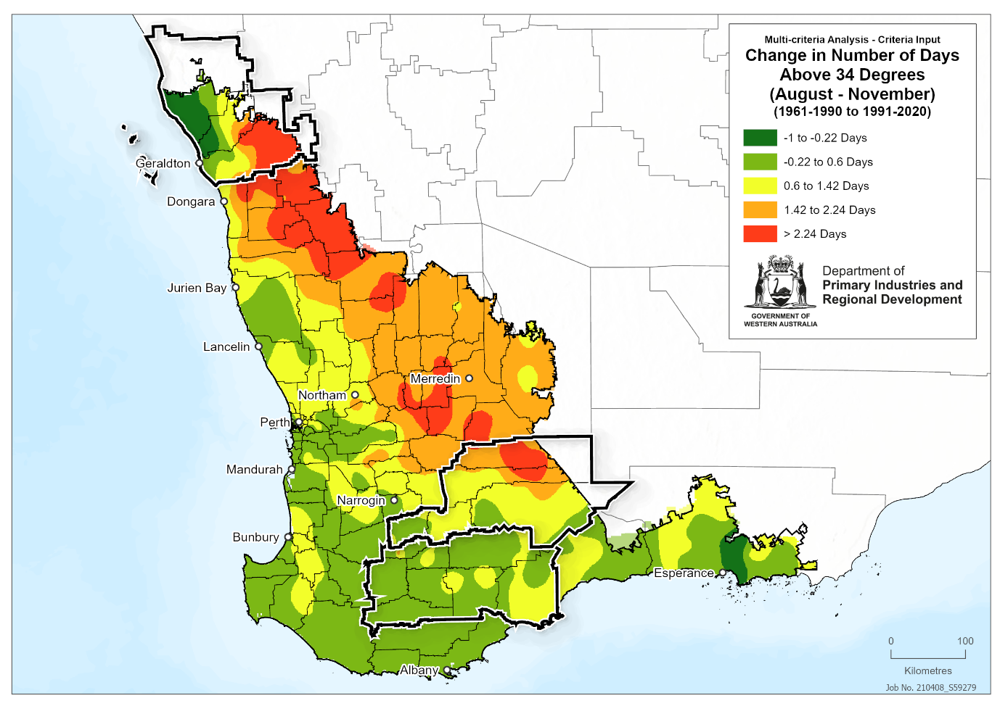 Multi-criteria Analysis - Criteria Input
Change in Number of Days
Above 34 Degrees
(August - November)
(1961-1990 to 1991-2020)
-1 to -0.22 Days
-0.22 to 0.6 Days
0.6 to 1.42 Days
1.42 to 2.24 Days
> 2.24 Days
Department of
Primary Industries and
Regional Development
GOVERNMENT OF
WESTERN AUSTRALIA
Geraldton
Dongara
Jurien Bay
Lancelin
Merredin
Northam
Perth
Mandurah
Narrogin
Bunbury
Esperance
Albany
0 100
Kilometres
Job No. 210408_S59279